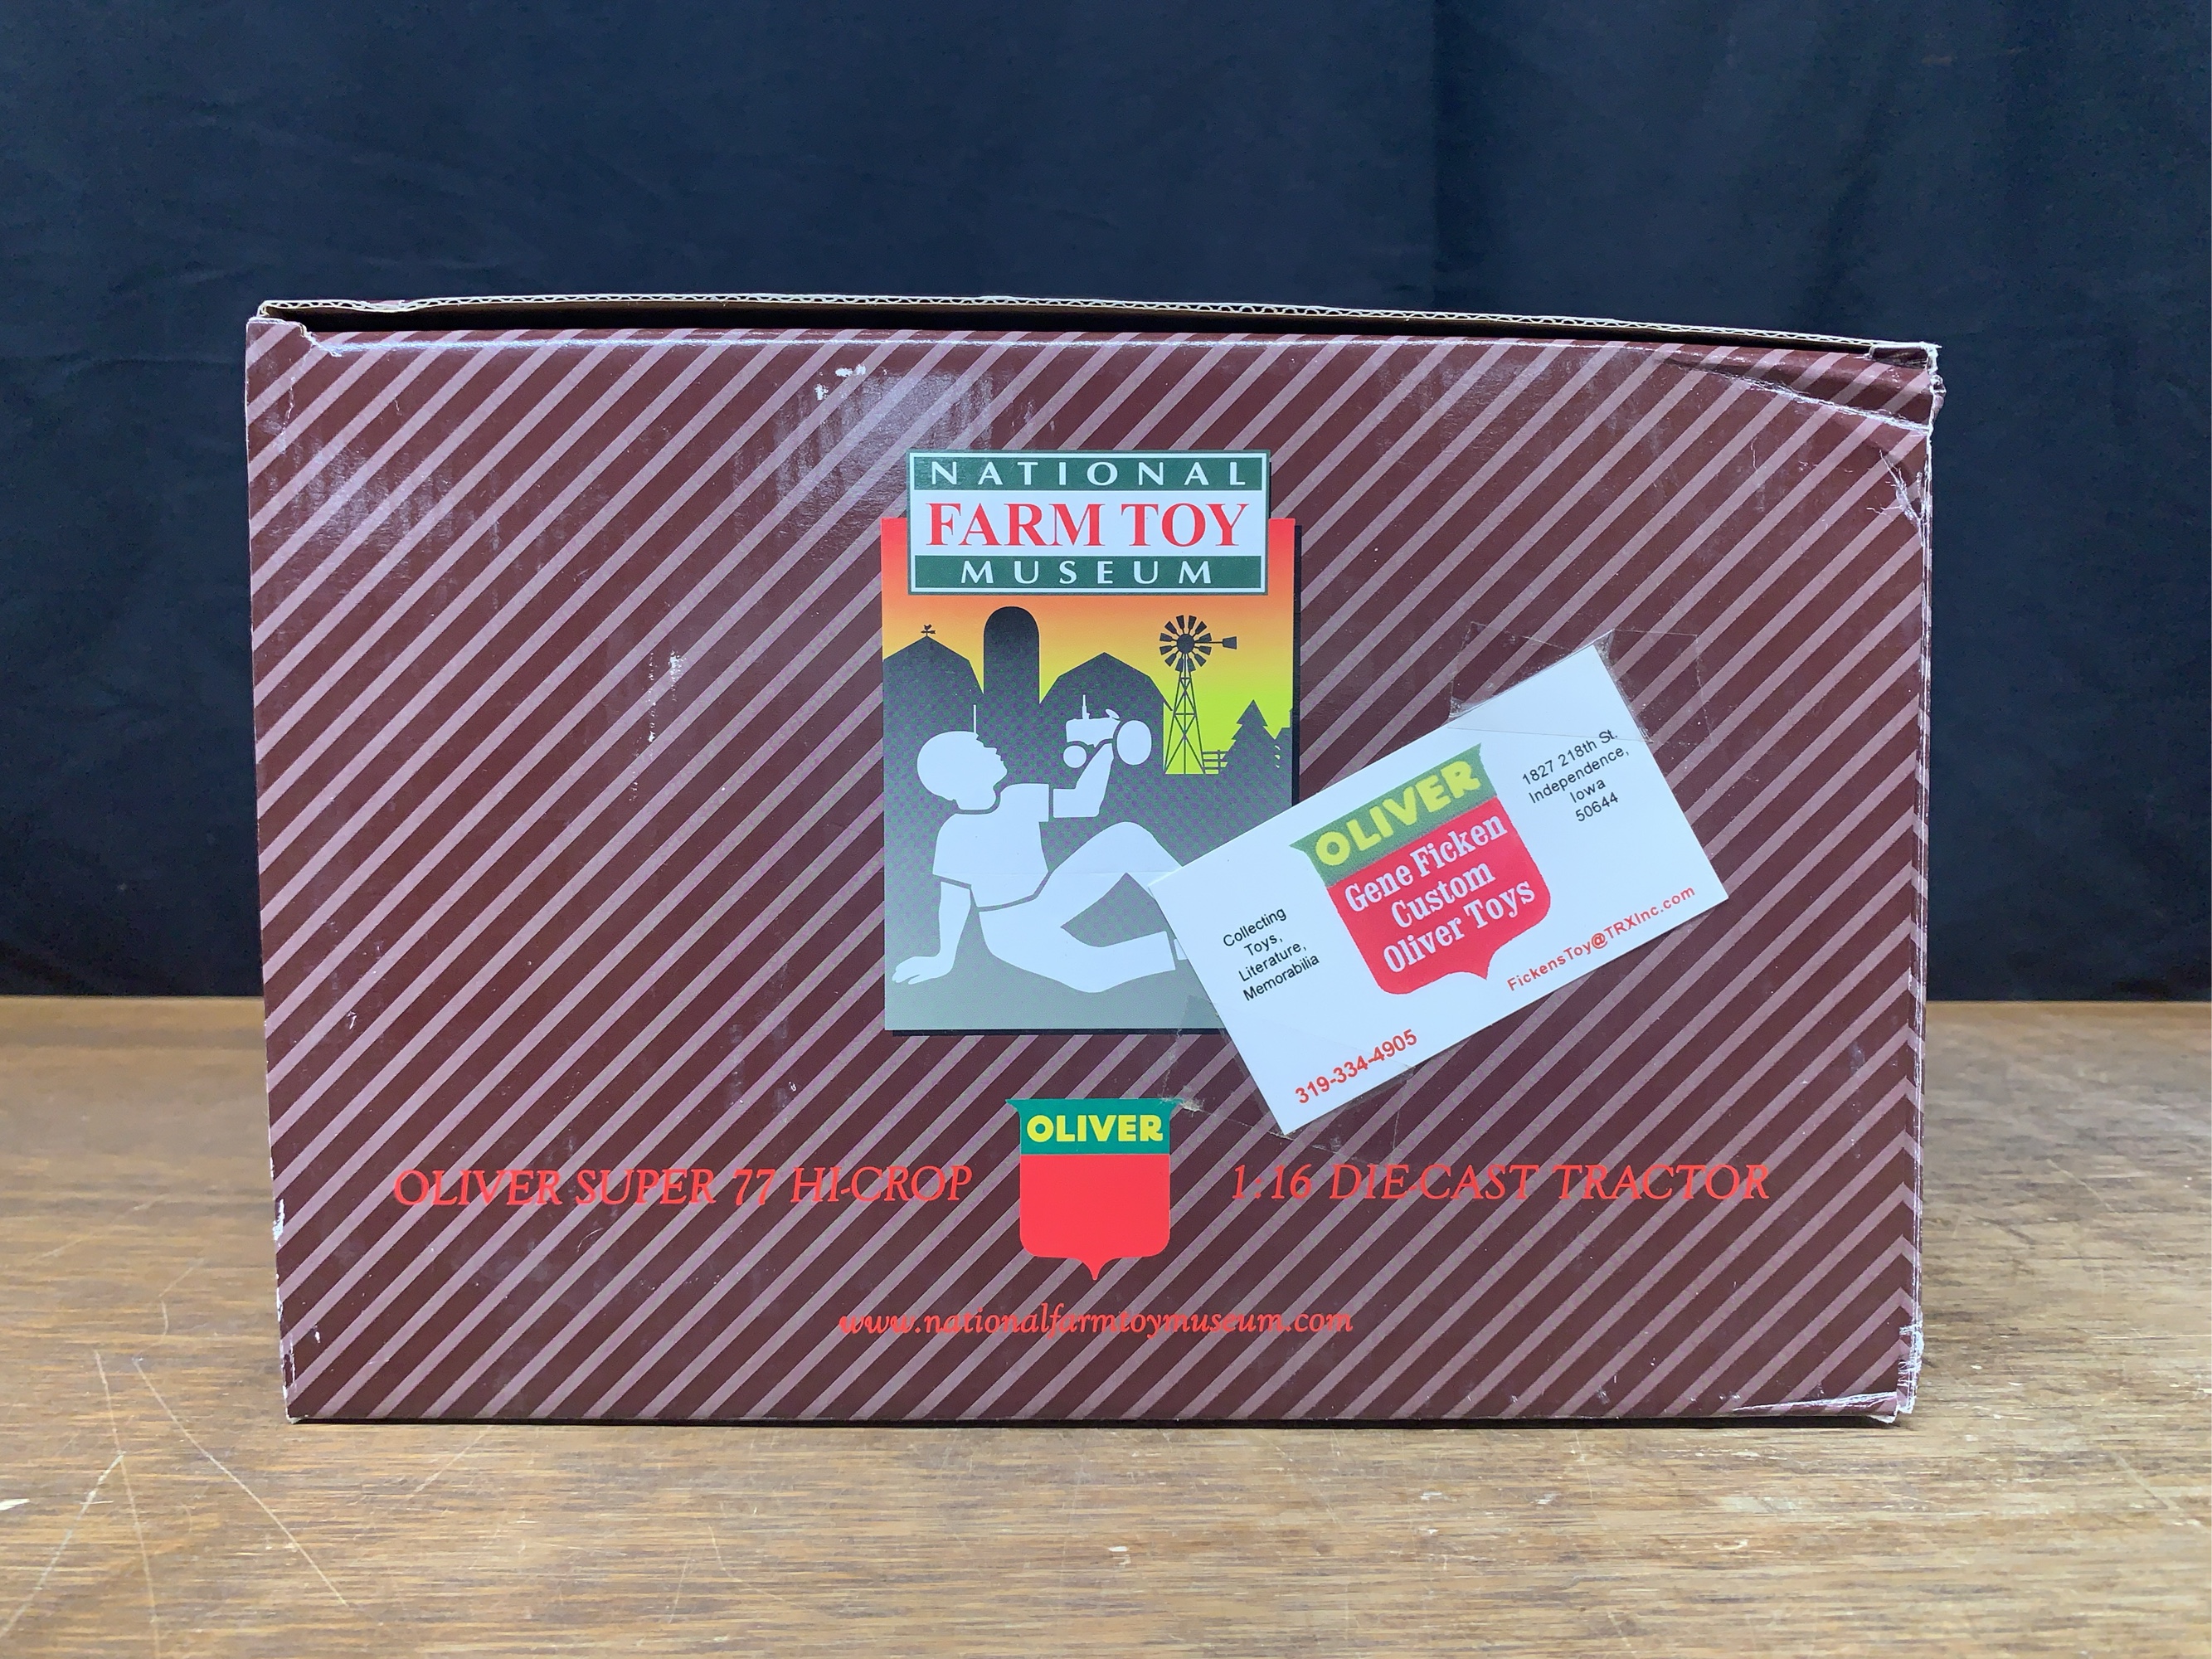 NATIONAL
FARM TOY
MUSEUM
OLIVER
Gene Ficken
Custom
Oliver Toys
1827 218th St.
Independence,
Iowa
50644
Collecting
Toys,
Literature,
Memorabilia
FickensToy@TRXInc.com
319-334-4905
OLIVER
OLIVER SUPER 77 HI-CROP
1:16 DIE-CAST TRACTOR
www.nationalfarmtoymuseum.com